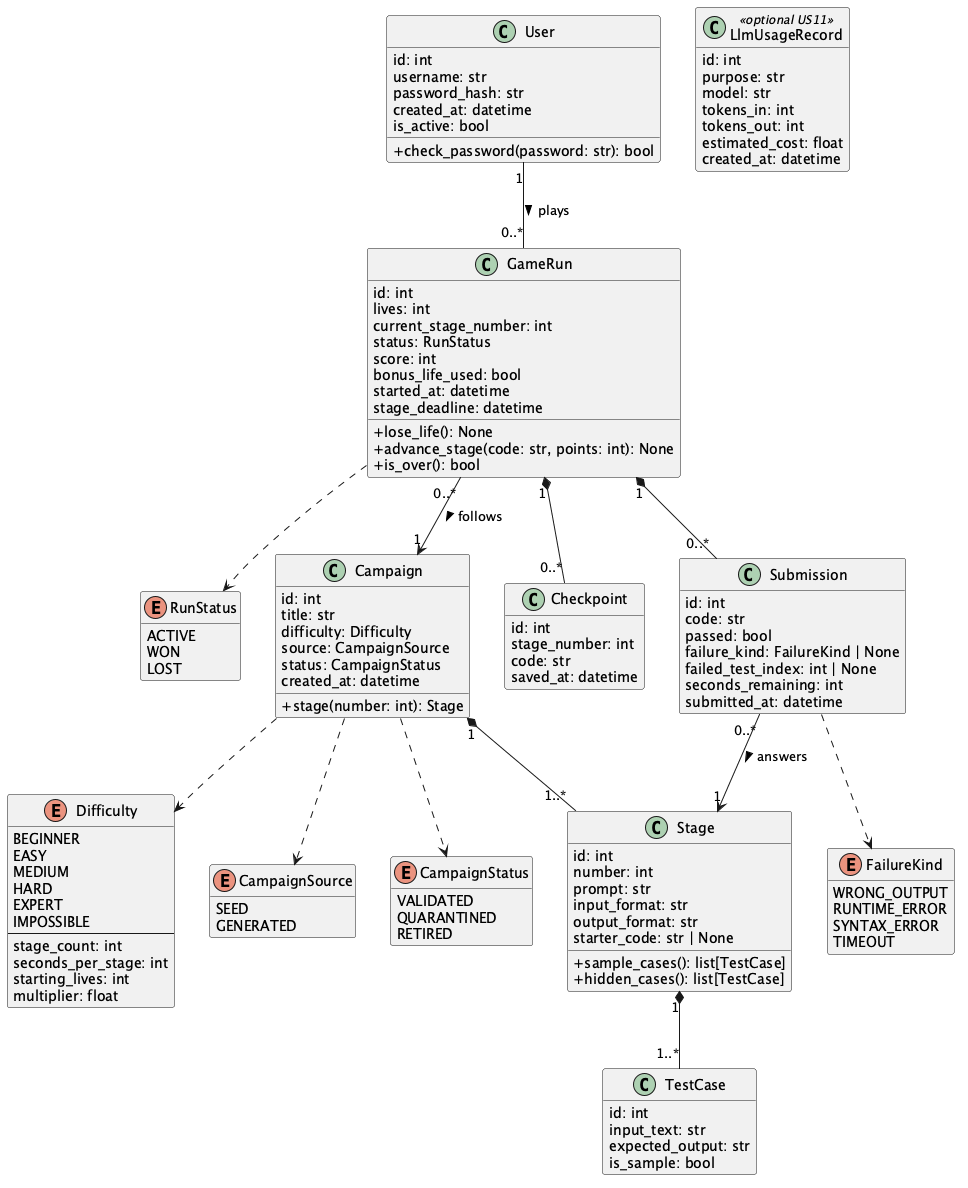 C User
id: int
username: str
password_hash: str
created_at: datetime
is_active: bool
+check_password(password: str): bool
«optional US11»
C LlmUsageRecord
id: int
purpose: str
model: str
tokens_in: int
tokens_out: int
estimated_cost: float
created_at: datetime
1
plays
0..*
C GameRun
id: int
lives: int
current_stage_number: int
status: RunStatus
score: int
bonus_life_used: bool
started_at: datetime
stage_deadline: datetime
+lose_life(): None
+advance_stage(code: str, points: int): None
+is_over(): bool
0..*
follows
1
1
0..*
1
0..*
E RunStatus
ACTIVE
WON
LOST
C Campaign
id: int
title: str
difficulty: Difficulty
source: CampaignSource
status: CampaignStatus
created_at: datetime
+stage(number: int): Stage
C Checkpoint
id: int
stage_number: int
code: str
saved_at: datetime
C Submission
id: int
code: str
passed: bool
failure_kind: FailureKind | None
failed_test_index: int | None
seconds_remaining: int
submitted_at: datetime
1
1..*
0..*
answers
1
E Difficulty
BEGINNER
EASY
MEDIUM
HARD
EXPERT
IMPOSSIBLE
stage_count: int
seconds_per_stage: int
starting_lives: int
multiplier: float
E CampaignSource
SEED
GENERATED
E CampaignStatus
VALIDATED
QUARANTINED
RETIRED
C Stage
id: int
number: int
prompt: str
input_format: str
output_format: str
starter_code: str | None
+sample_cases(): list[TestCase]
+hidden_cases(): list[TestCase]
E FailureKind
WRONG_OUTPUT
RUNTIME_ERROR
SYNTAX_ERROR
TIMEOUT
1
1..*
C TestCase
id: int
input_text: str
expected_output: str
is_sample: bool